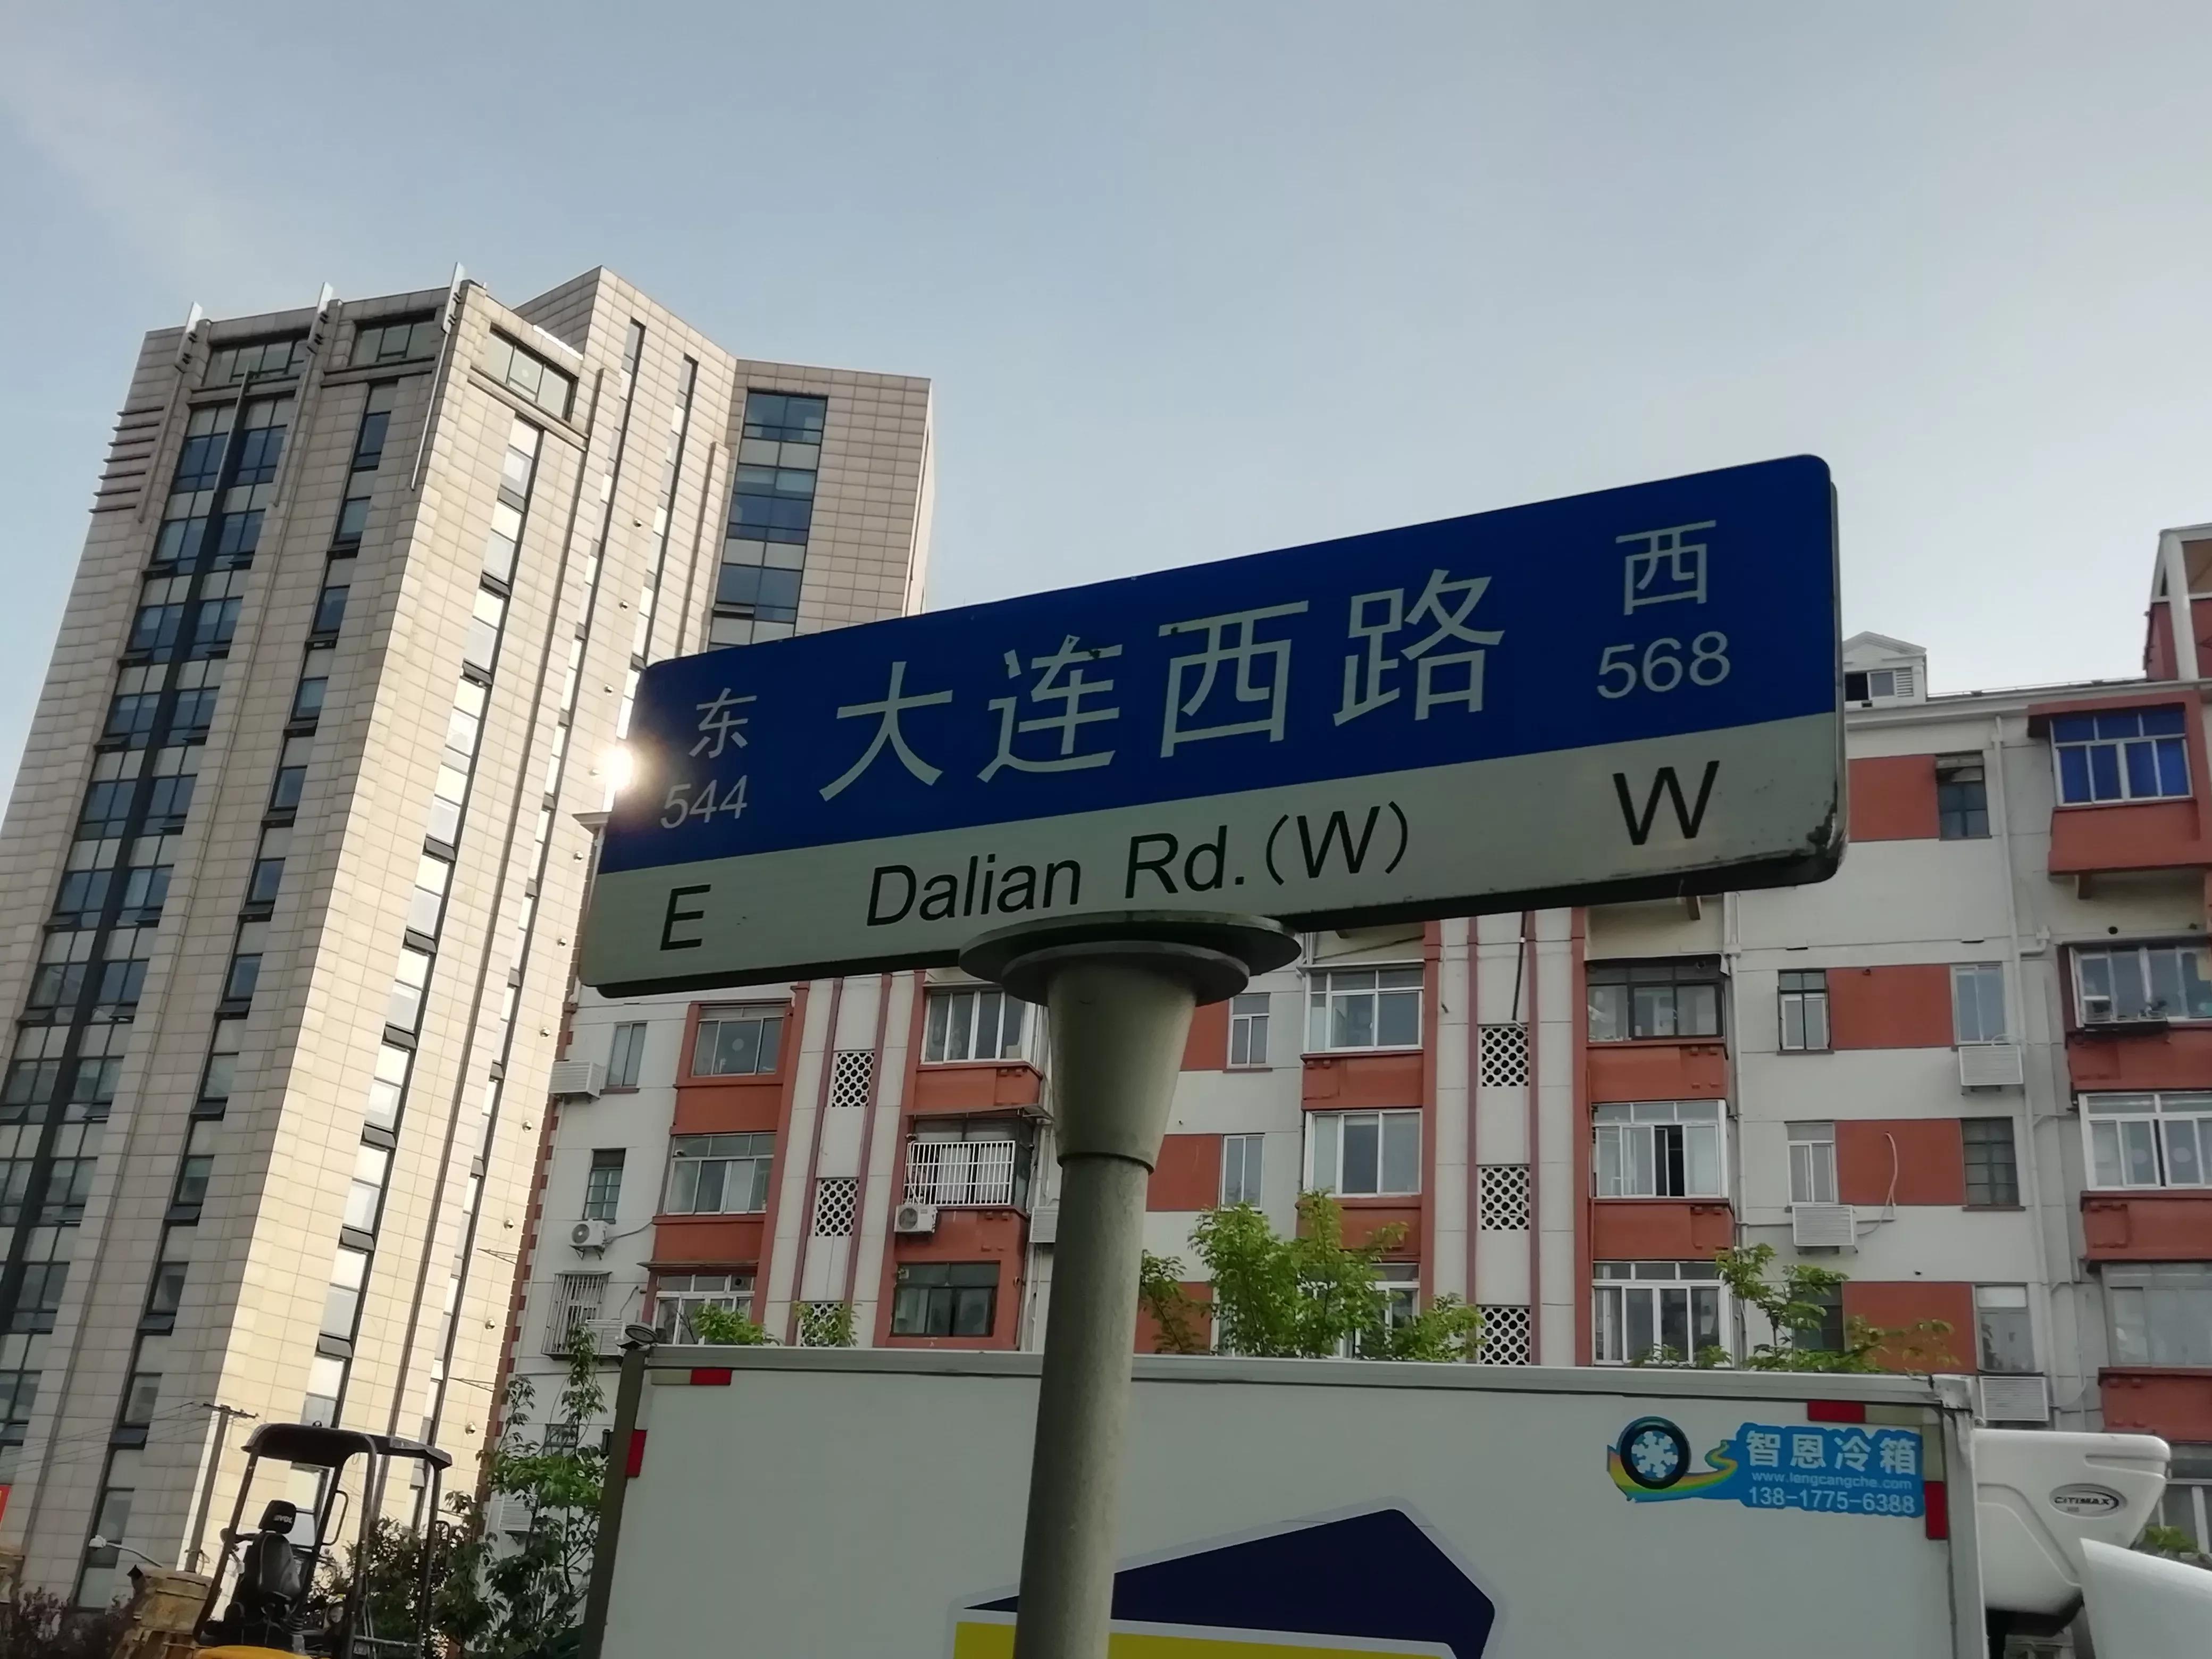 东 大连西路 西
544 568
E Dalian Rd.(W) W
智恩冷箱
www.lengcangche.com
138-1775-6388
CITIMAX